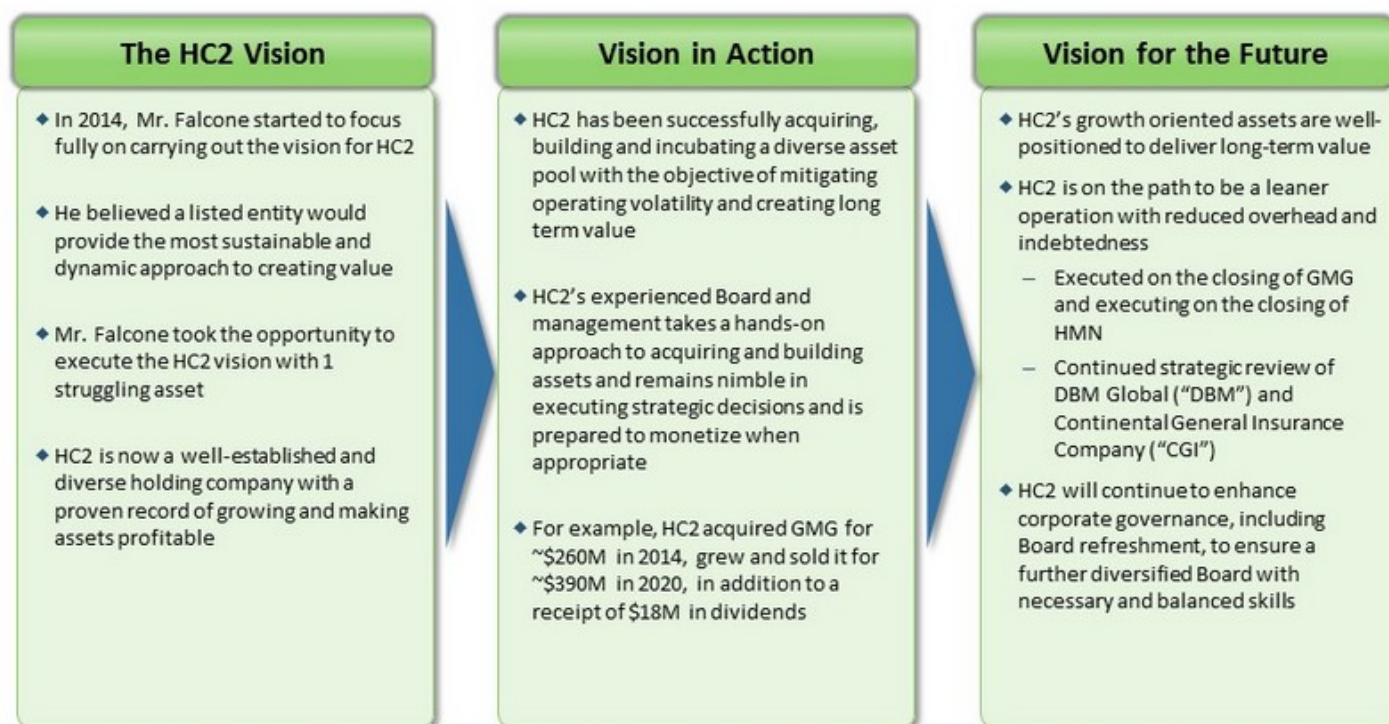 The HC2 Vision
◆ In 2014, Mr. Falcone started to focus
fully on carrying out the vision for HC2
◆ He believed a listed entity would
provide the most sustainable and
dynamic approach to creating value
◆ Mr. Falcone took the opportunity to
execute the HC2 vision with 1
struggling asset
◆ HC2 is now a well-established and
diverse holding company with a
proven record of growing and making
assets profitable
Vision in Action
◆ HC2 has been successfully acquiring,
building and incubating a diverse asset
pool with the objective of mitigating
operating volatility and creating long
term value
◆ HC2's experienced Board and
management takes a hands-on
approach to acquiring and building
assets and remains nimble in
executing strategic decisions and is
prepared to monetize when
appropriate
◆ For example, HC2 acquired GMG for
~$260M in 2014, grew and sold it for
~$390M in 2020, in addition to a
receipt of $18M in dividends
Vision for the Future
◆ HC2's growth oriented assets are well-
positioned to deliver long-term value
◆ HC2 is on the path to be a leaner
operation with reduced overhead and
indebtedness
– Executed on the closing of GMG
and executing on the closing of
HMN
– Continued strategic review of
DBM Global ("DBM") and
Continental General Insurance
Company ("CGI")
◆ HC2 will continue to enhance
corporate governance, including
Board refreshment, to ensure a
further diversified Board with
necessary and balanced skills